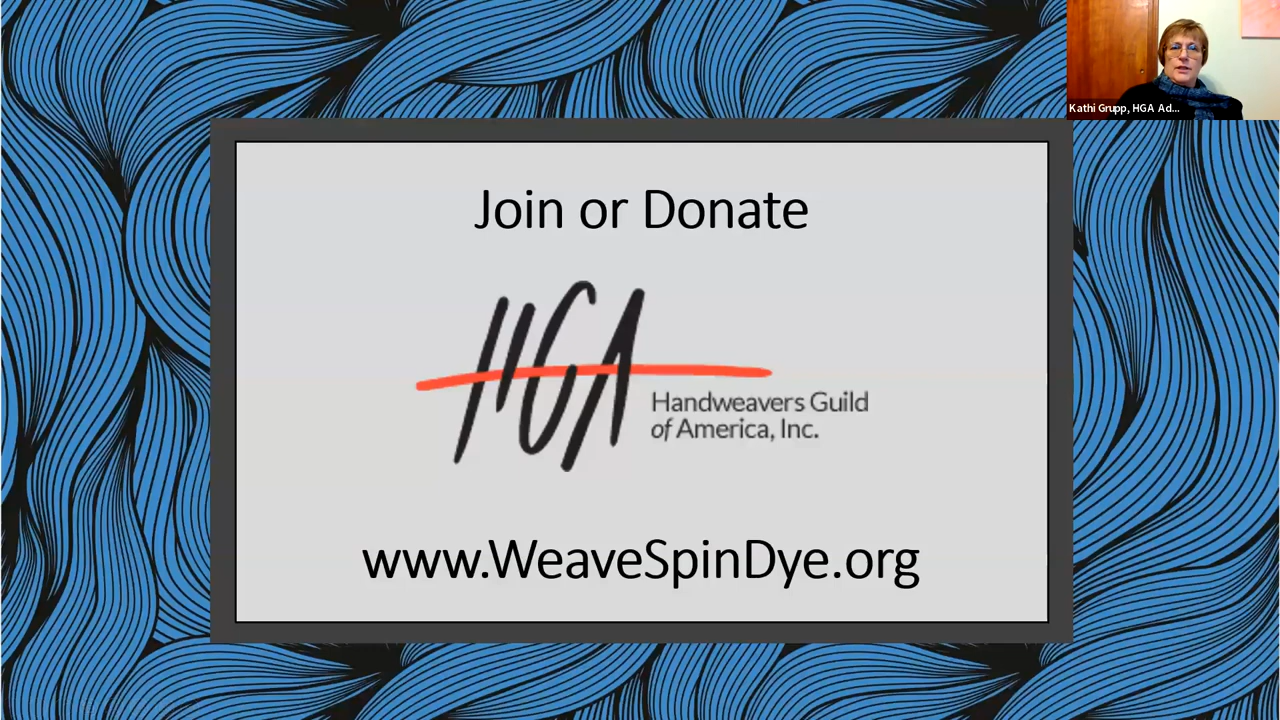 Kathi Grupp, HGA Ad...
Join or Donate
HGA
Handweavers Guild
of America, Inc.
www.WeaveSpinDye.org